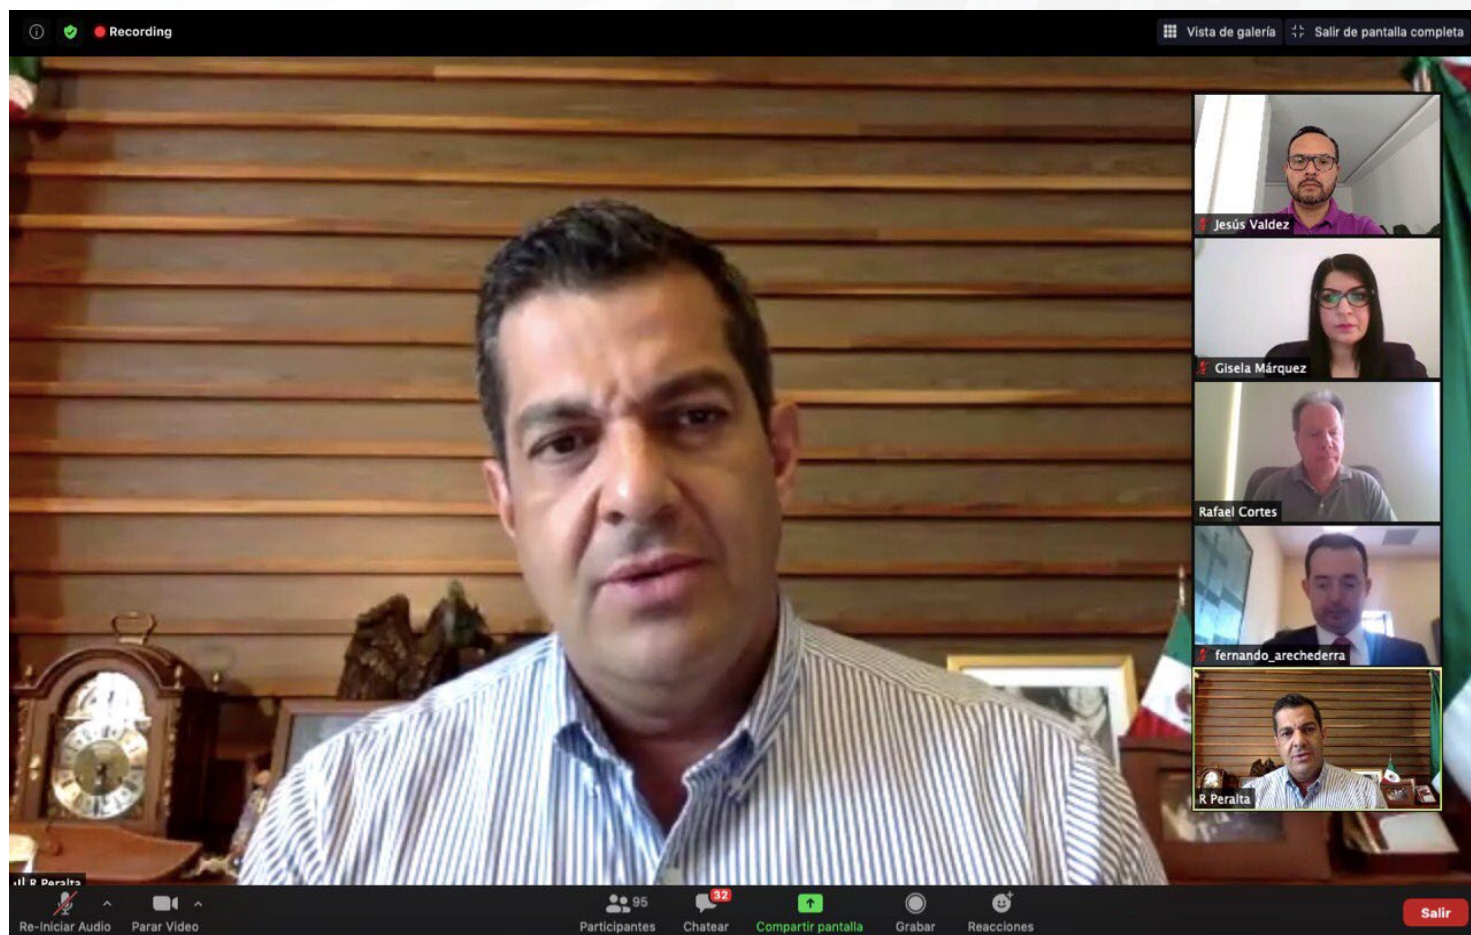 Recording
Vista de galería
Salir de pantalla completa
Jesús Valdez
Gisela Márquez
Rafael Cortes
fernando_arechederra
R Peralta
R Peralta
95
32
Re-Iniciar Audio
Parar Video
Participantes
Chatear
Compartir pantalla
Grabar
Reacciones
Salir